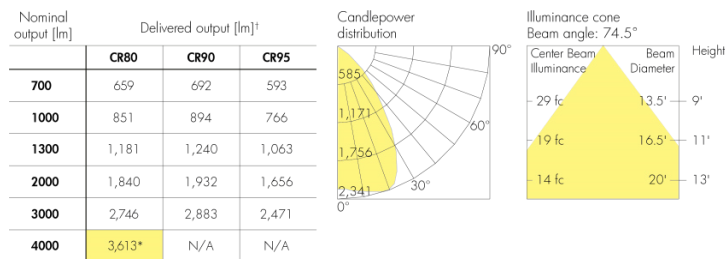 Nominal output [lm]
Delivered output [lm]†
CR80 CR90 CR95
700 659 692 593
1000 851 894 766
1300 1,181 1,240 1,063
2000 1,840 1,932 1,656
3000 2,746 2,883 2,471
4000 3,613* N/A N/A
Candlepower
distribution
90°
585
1,171
60°
1,756
30°
2,341
0°
Illuminance cone
Beam angle: 74.5°
Center Beam Illuminance
Beam Diameter
Height
29 fc 13.5' 9'
19 fc 16.5' 11'
14 fc 20' 13'